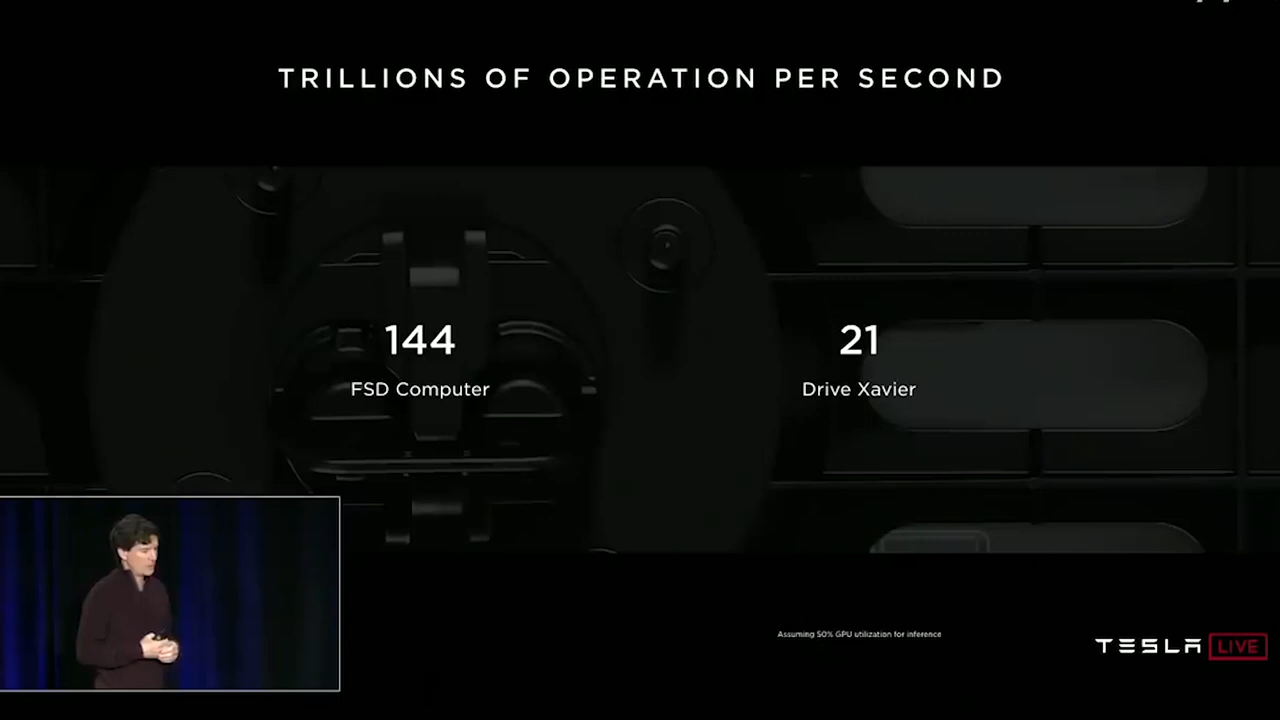 TRILLIONS OF OPERATION PER SECOND
144
FSD Computer
21
Drive Xavier
Assuming 50% GPU utilization for inference
TESLA LIVE